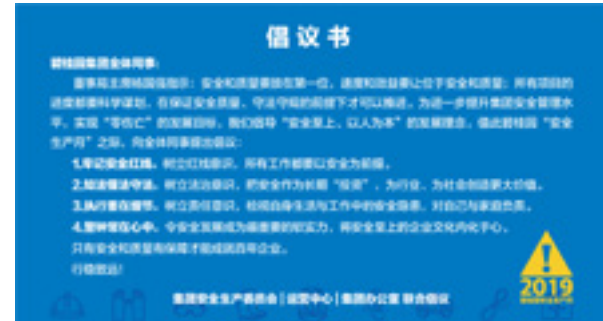 倡议书
碧桂园集团全体同事:
董事局主席杨国强指示:安全和质量要放在第一位,速度和效益要让位于安全和质量;所有项目的
进度都要科学谋划,在保证安全质量、守法守规的前提下才可以推进。为进一步提升集团安全管理水
平,实现“零伤亡”的发展目标,我们倡导“安全至上,以人为本”的发展理念,值此碧桂园“安全
生产月”之际,向全体同事提出倡议:
1.牢记安全红线。树立红线意识,所有工作都要以安全为前提。
2.知法懂法守法。树立法治意识,把安全作为长期“投资”,为行业、为社会创造更大价值。
3.执行重在细节。树立责任意识,检视自身生活与工作中的安全隐患,对自己与家庭负责。
4.警钟常在心中。令安全发展成为最重要的软实力,将安全至上的企业文化内化于心。
只有安全和质量有保障才能成就百年企业。
行稳致远!
集团安全生产委员会 | 运营中心 | 集团办公室 联合倡议
2019